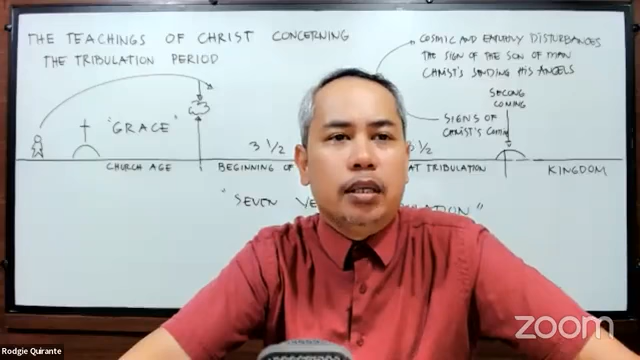 THE TEACHINGS OF CHRIST CONCERNING
THE TRIBULATION PERIOD
COSMIC AND EARTHLY DISTURBANCES
THE SIGN OF THE SON OF MAN
CHRIST'S SENDING HIS ANGELS
SECOND
COMING
"GRACE"
SIGNS OF
CHRIST'S
3 1/2
1/2
CHURCH AGE
BEGINNING OF
TRIBULATION
KINGDOM
"SEVEN
Rodgie Quirante
zoom